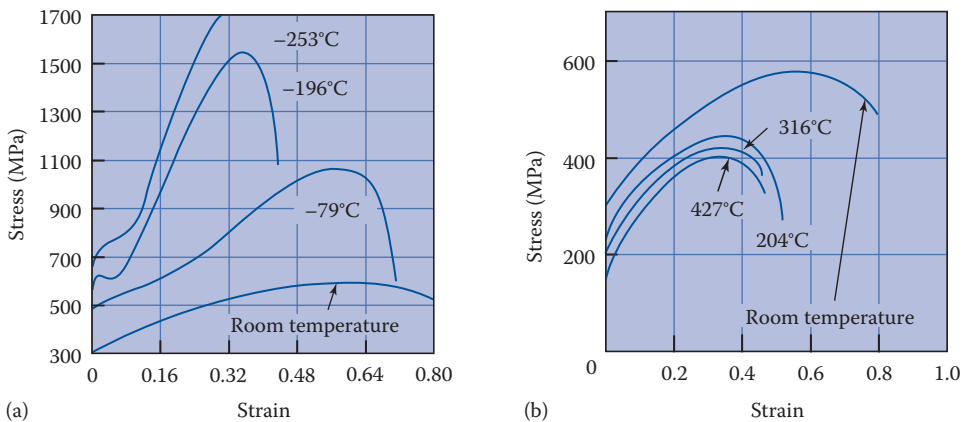 1700
1500
1300
1100
900
700
500
300
Stress (MPa)
–253°C
–196°C
–79°C
Room temperature
0 0.16 0.32 0.48 0.64 0.80
(a)
Strain
600
400
200
0
Stress (MPa)
316°C
427°C
204°C
Room temperature
0 0.2 0.4 0.6 0.8 1.0
(b)
Strain